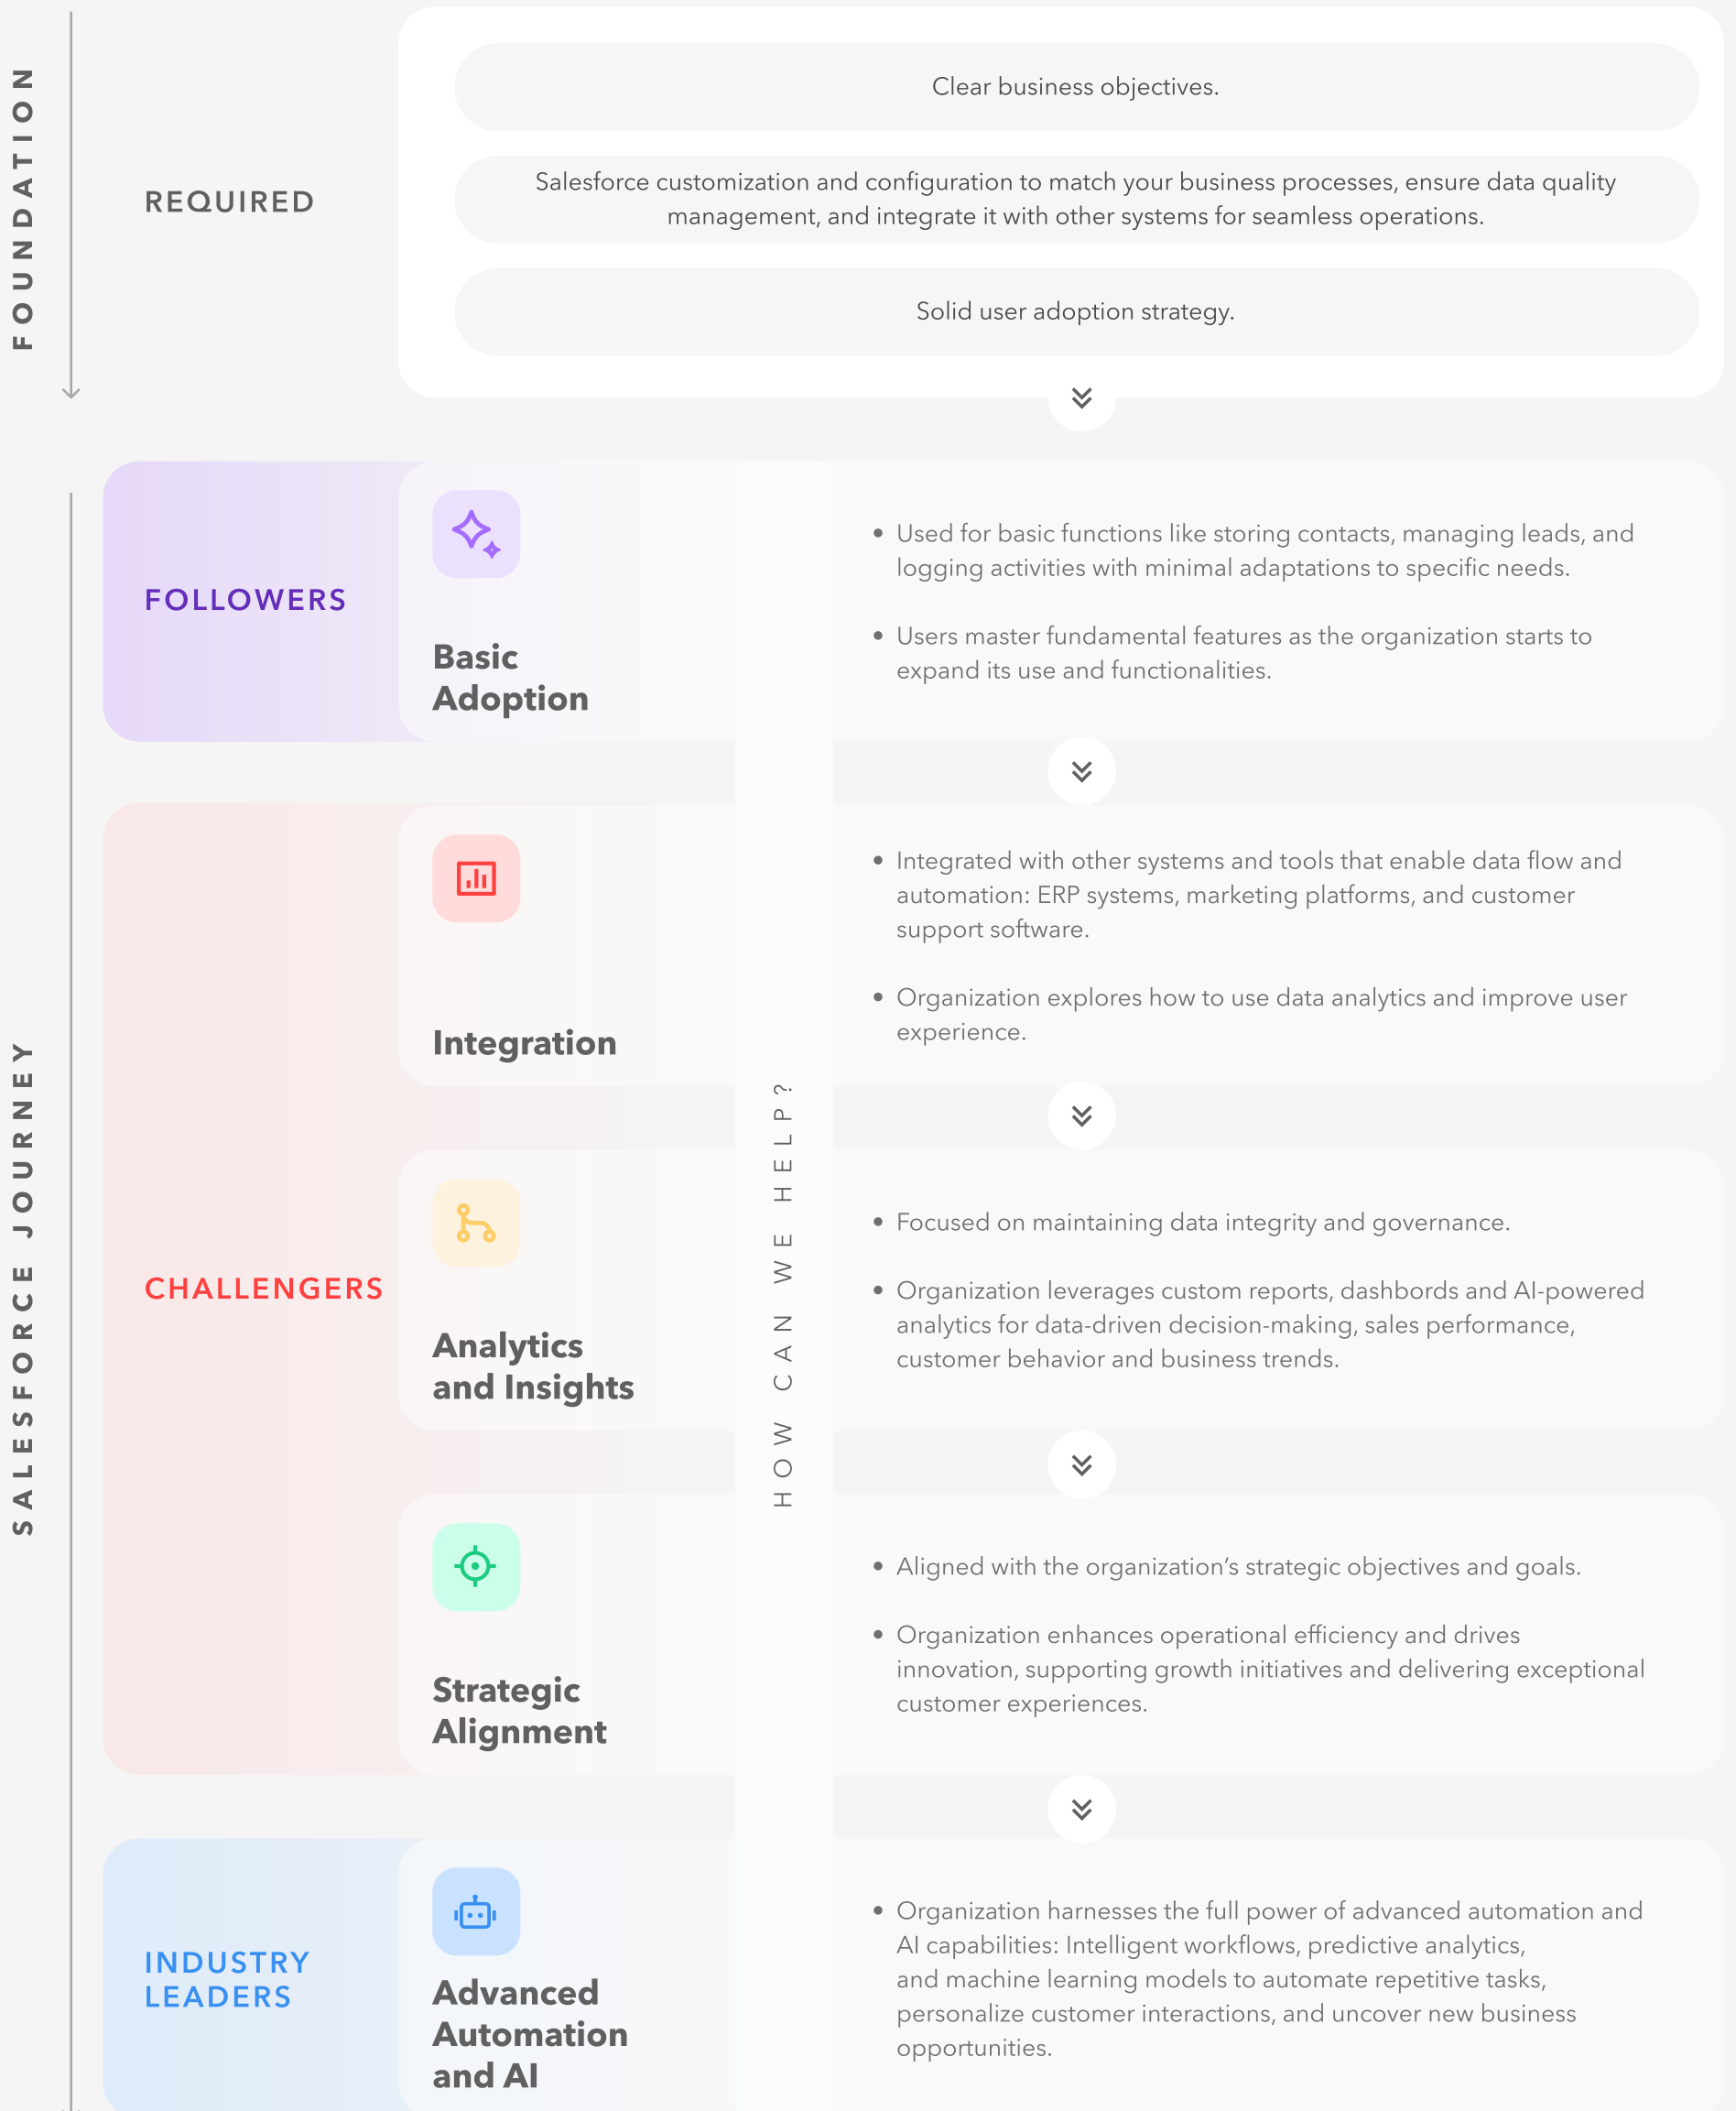 FOUNDATION
REQUIRED
Clear business objectives.
Salesforce customization and configuration to match your business processes, ensure data quality
management, and integrate it with other systems for seamless operations.
Solid user adoption strategy.
SALESFORCE JOURNEY
FOLLOWERS
Basic
Adoption
• Used for basic functions like storing contacts, managing leads, and
logging activities with minimal adaptations to specific needs.
• Users master fundamental features as the organization starts to
expand its use and functionalities.
HOW CAN WE HELP?
CHALLENGERS
Integration
• Integrated with other systems and tools that enable data flow and
automation: ERP systems, marketing platforms, and customer
support software.
• Organization explores how to use data analytics and improve user
experience.
Analytics
and Insights
• Focused on maintaining data integrity and governance.
• Organization leverages custom reports, dashbords and AI-powered
analytics for data-driven decision-making, sales performance,
customer behavior and business trends.
Strategic
Alignment
• Aligned with the organization’s strategic objectives and goals.
• Organization enhances operational efficiency and drives
innovation, supporting growth initiatives and delivering exceptional
customer experiences.
INDUSTRY
LEADERS
Advanced
Automation
and AI
• Organization harnesses the full power of advanced automation and
AI capabilities: Intelligent workflows, predictive analytics,
and machine learning models to automate repetitive tasks,
personalize customer interactions, and uncover new business
opportunities.